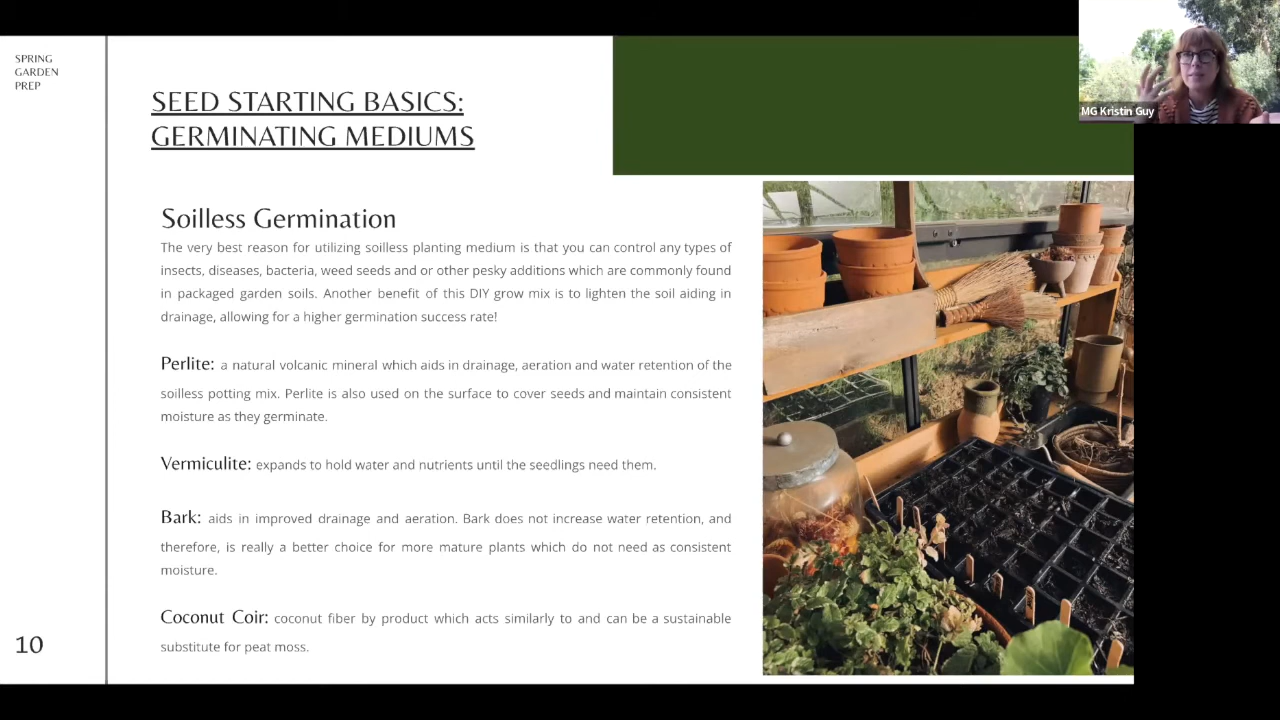 SPRING
GARDEN
PREP
SEED STARTING BASICS:
GERMINATING MEDIUMS
MG Kristin Guy
Soilless Germination
The very best reason for utilizing soilless planting medium is that you can control any types of
insects, diseases, bacteria, weed seeds and or other pesky additions which are commonly found
in packaged garden soils. Another benefit of this DIY grow mix is to lighten the soil aiding in
drainage, allowing for a higher germination success rate!
Perlite: a natural volcanic mineral which aids in drainage, aeration and water retention of the
soilless potting mix. Perlite is also used on the surface to cover seeds and maintain consistent
moisture as they germinate.
Vermiculite: expands to hold water and nutrients until the seedlings need them.
Bark: aids in improved drainage and aeration. Bark does not increase water retention, and
therefore, is really a better choice for more mature plants which do not need as consistent
moisture.
Coconut Coir: coconut fiber by product which acts similarly to and can be a sustainable
substitute for peat moss.
10